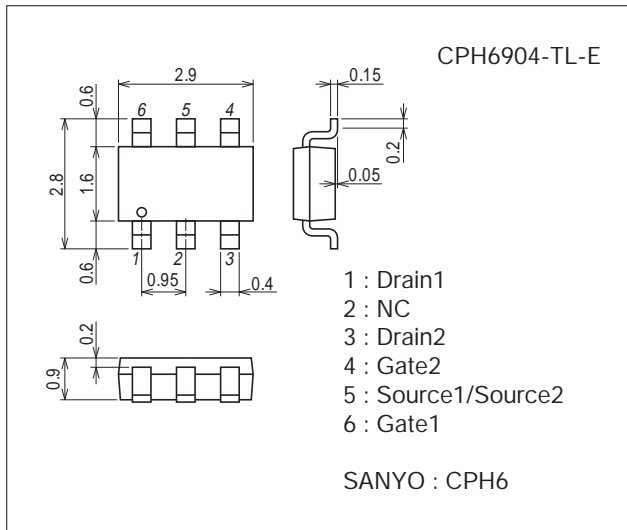 CPH6904-TL-E
2.9
0.15
0.6
6 5 4
0.2
2.8
1.6
0.05
0.6
1 2 3
0.95
0.4
1 : Drain1
2 : NC
3 : Drain2
4 : Gate2
5 : Source1/Source2
6 : Gate1
0.2
0.9
SANYO : CPH6